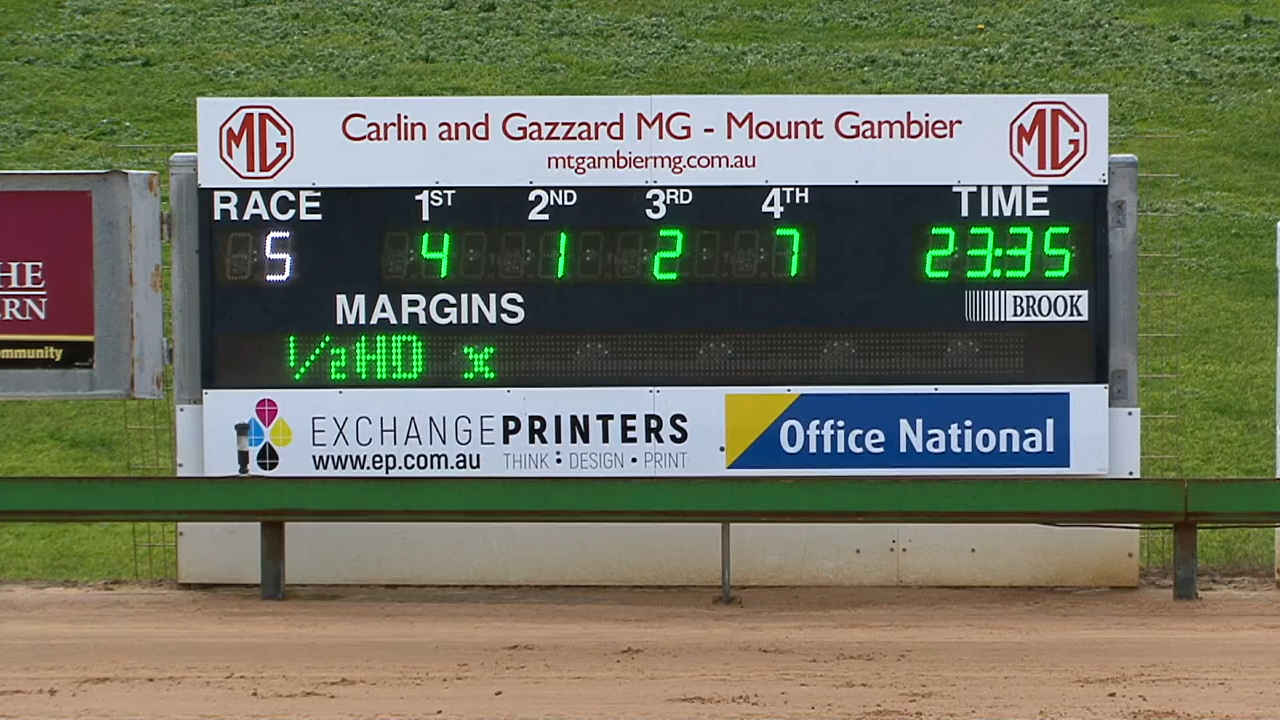 MG Carlin and Gazzard MG - Mount Gambier MG
mtgambiermg.com.au
RACE 1ST 2ND 3RD 4TH TIME
5 4 1 2 7 23:35
MARGINS
BROOK
½HD x
HE
RN
mmunity
EXCHANGEPRINTERS
www.ep.com.au THINK • DESIGN • PRINT
Office National